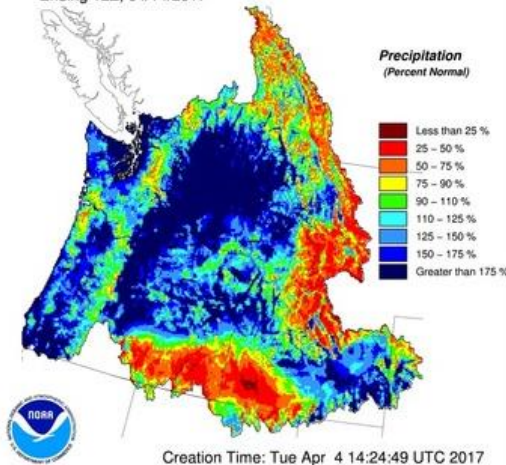 Precipitation
(Percent Normal)
Less than 25 %
25 – 50 %
50 – 75 %
75 – 90 %
90 – 110 %
110 – 125 %
125 – 150 %
150 – 175 %
Greater than 175 %
NOAA
Creation Time: Tue Apr 4 14:24:49 UTC 2017